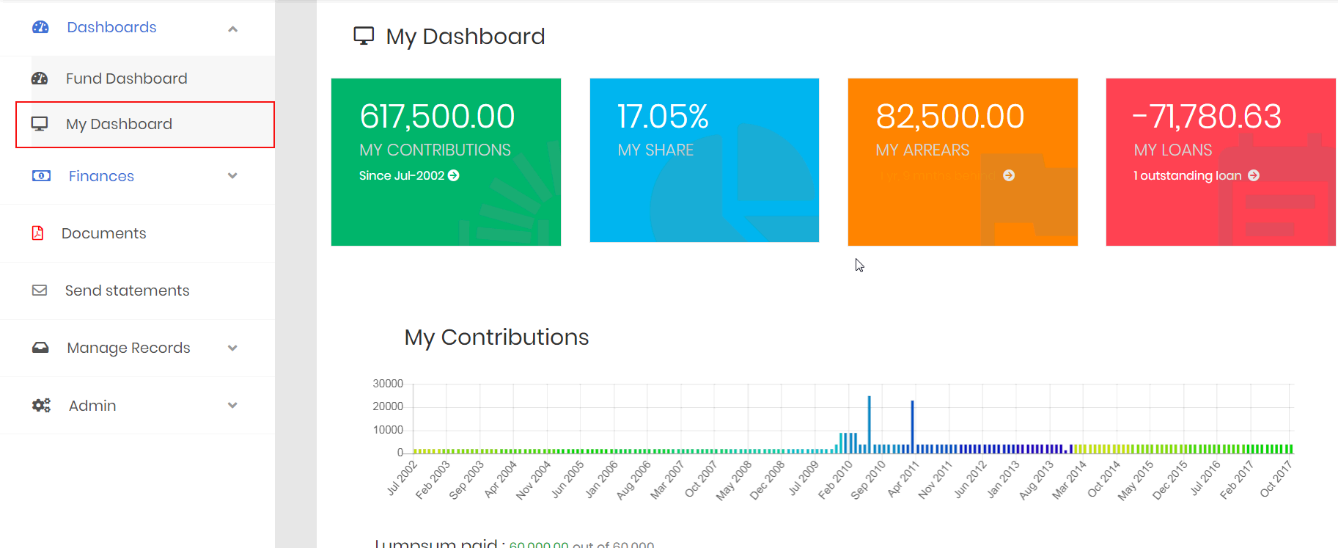 Dashboards
Fund Dashboard
My Dashboard
Finances
Documents
Send statements
Manage Records
Admin
My Dashboard
617,500.00
MY CONTRIBUTIONS
Since Jul-2002
17.05%
MY SHARE
82,500.00
MY ARREARS
-71,780.63
MY LOANS
1 outstanding loan
My Contributions
30000
20000
10000
0
Jul 2002
Feb 2003
Sep 2003
Apr 2004
Nov 2004
Jun 2005
Jan 2006
Aug 2006
Mar 2007
Oct 2007
May 2008
Dec 2008
Jul 2009
Feb 2010
Sep 2010
Apr 2011
Nov 2011
Jun 2012
Jan 2013
Aug 2013
Mar 2014
Oct 2014
May 2015
Dec 2015
Jul 2016
Feb 2017
Oct 2017
Lumpsum paid : 60,000.00 out of 60,000